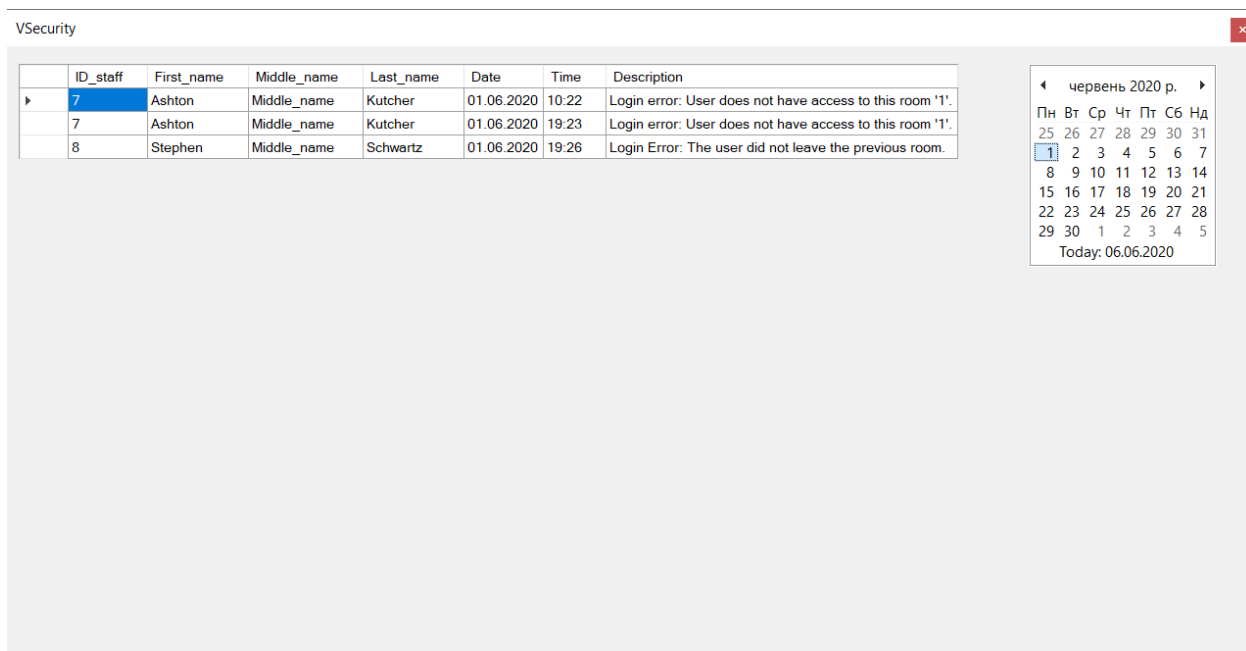 VSecurity
ID_staff First_name Middle_name Last_name Date Time Description
7 Ashton Middle_name Kutcher 01.06.2020 10:22 Login error: User does not have access to this room '1'.
7 Ashton Middle_name Kutcher 01.06.2020 19:23 Login error: User does not have access to this room '1'.
8 Stephen Middle_name Schwartz 01.06.2020 19:26 Login Error: The user did not leave the previous room.
червень 2020 р.
Пн Вт Ср Чт Пт Сб Нд
25 26 27 28 29 30 31
1 2 3 4 5 6 7
8 9 10 11 12 13 14
15 16 17 18 19 20 21
22 23 24 25 26 27 28
29 30 1 2 3 4 5
Today: 06.06.2020